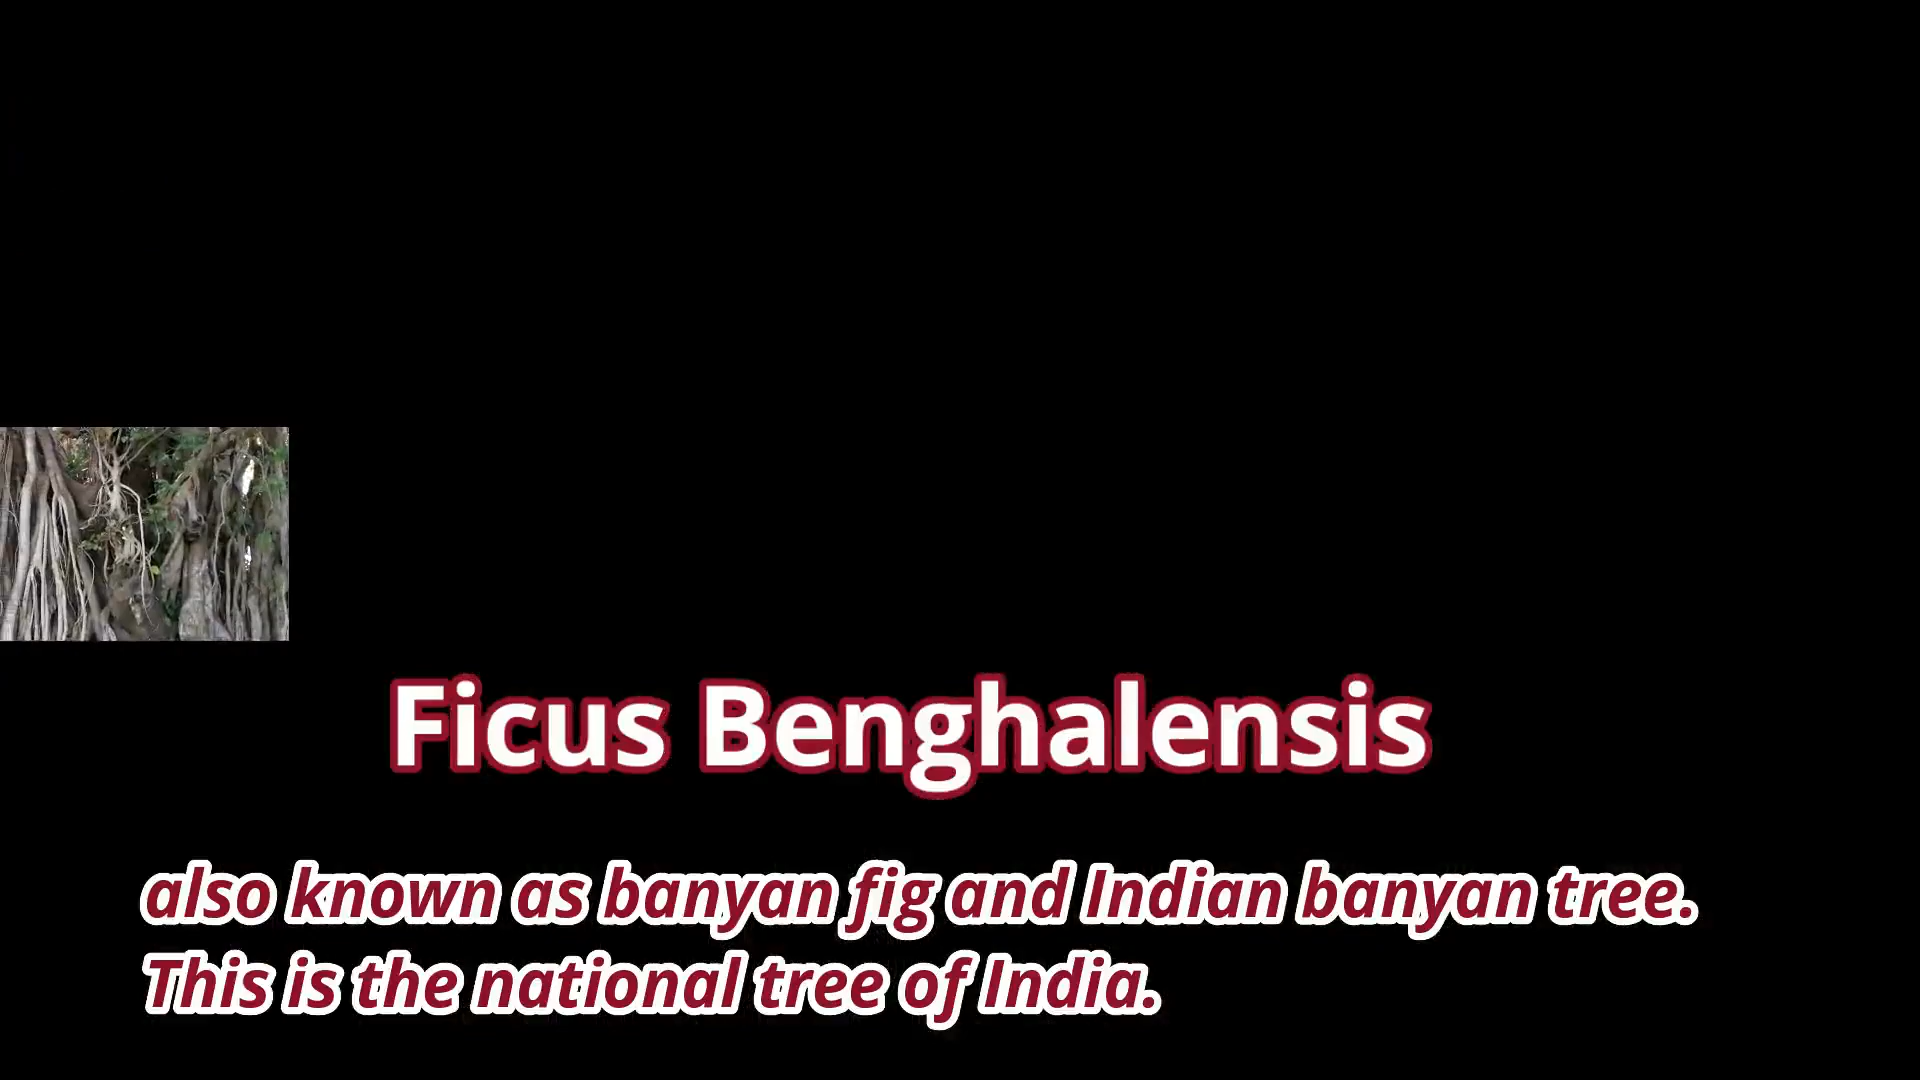 Ficus Benghalensis
also known as banyan fig and Indian banyan tree.
This is the national tree of India.